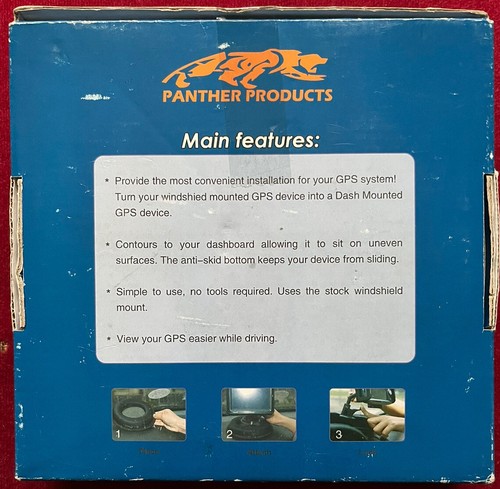 PANTHER PRODUCTS
Main features:
* Provide the most convenient installation for your GPS system!
Turn your windshied mounted GPS device into a Dash Mounted
GPS device.
* Contours to your dashboard allowing it to sit on uneven
surfaces. The anti–skid bottom keeps your device from sliding.
* Simple to use, no tools required. Uses the stock windshield
mount.
* View your GPS easier while driving.
1
2
3